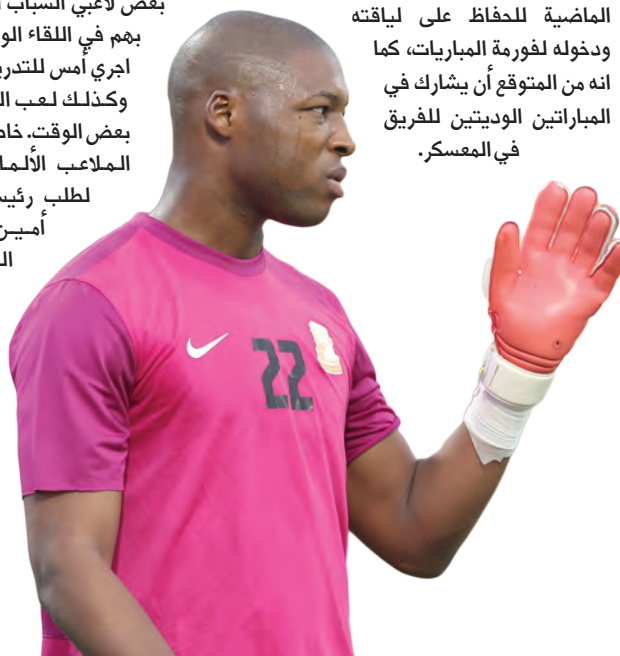 الماضية للحفاظ على لياقته
ودخوله لفورمة المباريات، كما
انه من المتوقع أن يشارك في
المباراتين الوديتين للفريق
في المعسكر.
بعض لاعبي الشباب
بهم في اللقاء الو
اجري أمس للتدري
وكذلك لعب ال
بعض الوقت. خا
الملاعب الألما
لطلب رئيس
أمين
ال
22